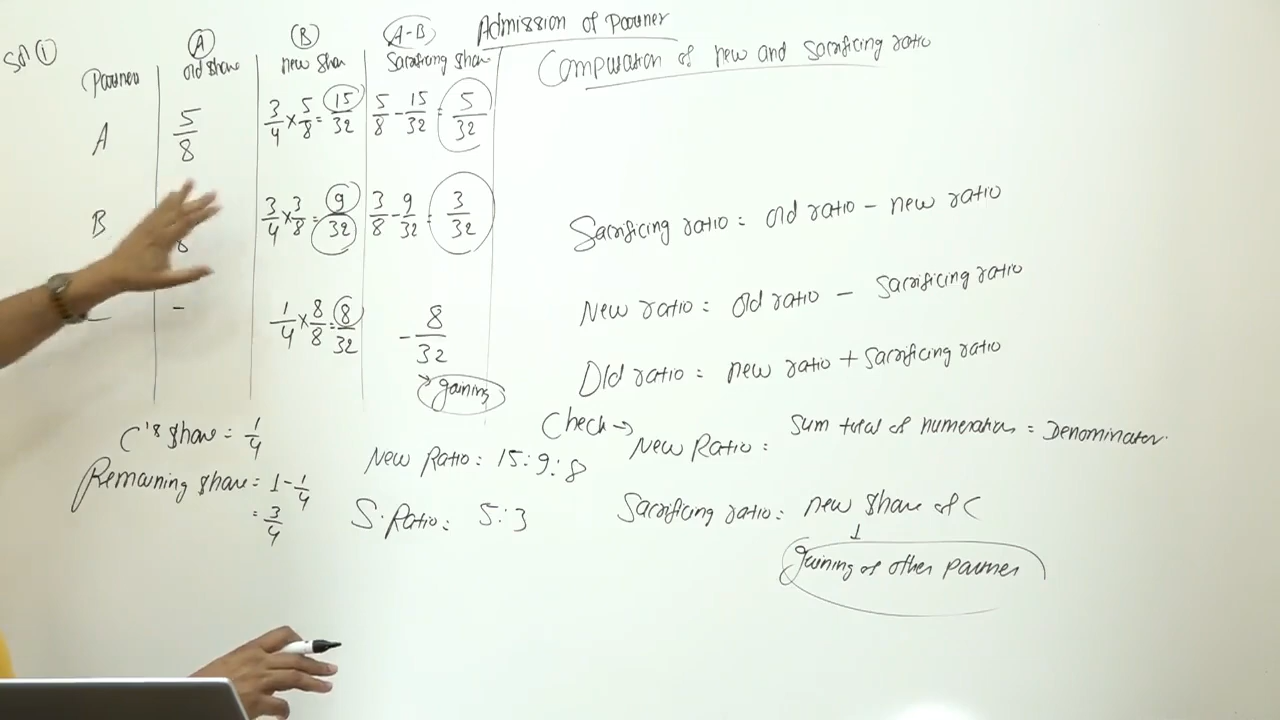 Admission of Partner
Computation of new and sacrificing ratio
Sol ①
Partner
Ⓐ
old share
Ⓑ
new shar
(A-B)
Sacrificing share
A
5/8
3/4 × 5/8 = 15/32
5/8 - 15/32 = 5/32
B
8
3/4 × 3/8 = 9/32
3/8 - 9/32 = 3/32
-
1/4 × 8/8 = 8/32
- 8/32
gaining
C's share = 1/4
Remaining share = 1 - 1/4
= 3/4
New Ratio: 15:9:8
S. Ratio: 5:3
Sacrificing ratio = old ratio - new ratio
New ratio = old ratio - sacrificing ratio
Old ratio = new ratio + sacrificing ratio
Check →
New Ratio = Sum total of numerators = Denominator
Sacrificing ratio = new share of C
↓
gaining of other partner